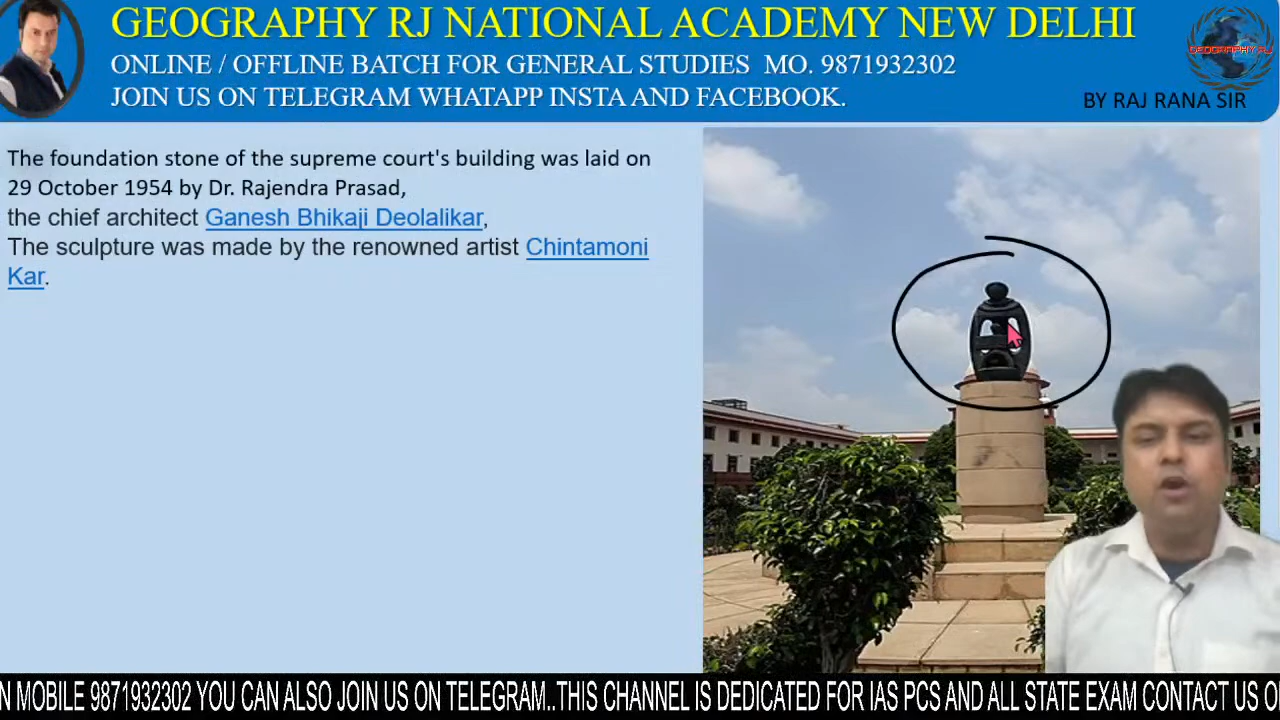 GEOGRAPHY RJ NATIONAL ACADEMY NEW DELHI
ONLINE / OFFLINE BATCH FOR GENERAL STUDIES MO. 9871932302
JOIN US ON TELEGRAM WHATAPP INSTA AND FACEBOOK.
GEOGRAPHY RJ
BY RAJ RANA SIR
The foundation stone of the supreme court's building was laid on
29 October 1954 by Dr. Rajendra Prasad,
the chief architect Ganesh Bhikaji Deolalikar,
The sculpture was made by the renowned artist Chintamoni
Kar.
N MOBILE 9871932302 YOU CAN ALSO JOIN US ON TELEGRAM..THIS CHANNEL IS DEDICATED FOR IAS PCS AND ALL STATE EXAM CONTACT US O